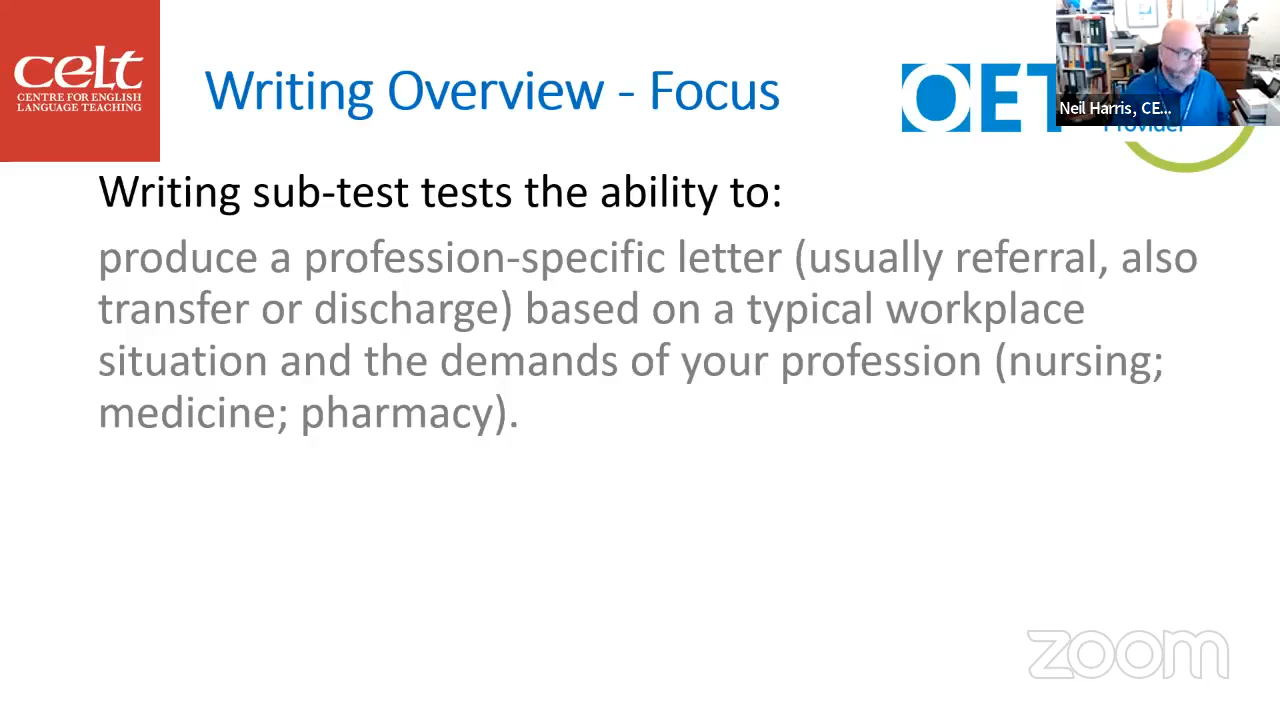 celt
CENTRE FOR ENGLISH
LANGUAGE TEACHING
Writing Overview - Focus
OET
Neil Harris, CE...
Provider
Writing sub-test tests the ability to:
produce a profession-specific letter (usually referral, also
transfer or discharge) based on a typical workplace
situation and the demands of your profession (nursing;
medicine; pharmacy).
zoom